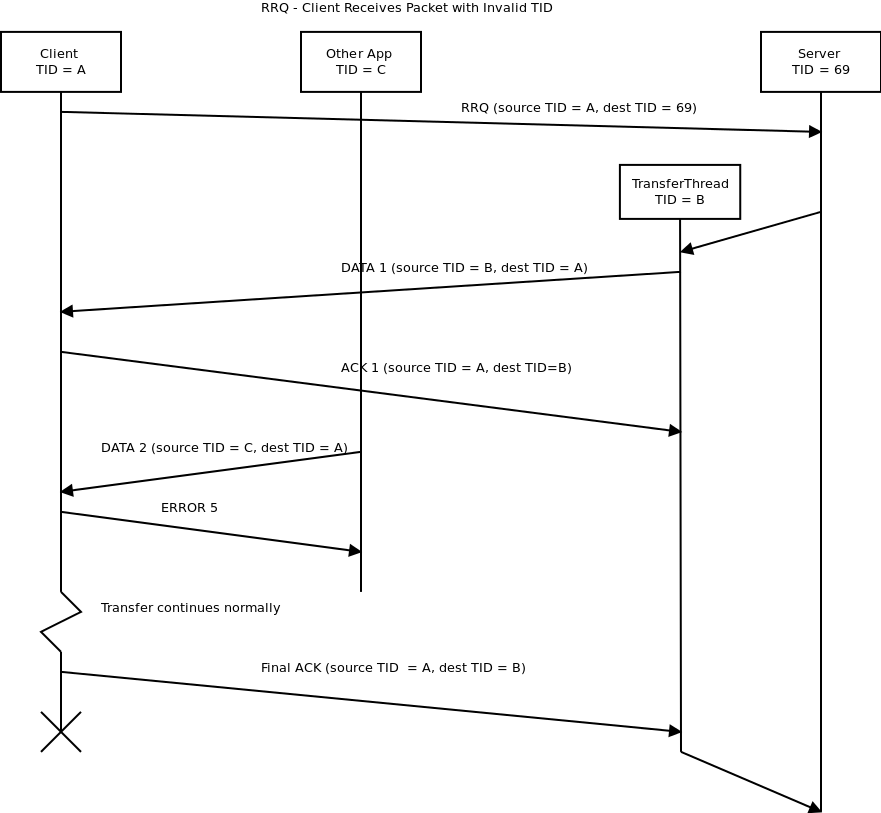 RRQ - Client Receives Packet with Invalid TID
Client
TID = A
Other App
TID = C
Server
TID = 69
RRQ (source TID = A, dest TID = 69)
TransferThread
TID = B
DATA 1 (source TID = B, dest TID = A)
ACK 1 (source TID = A, dest TID=B)
DATA 2 (source TID = C, dest TID = A)
ERROR 5
Transfer continues normally
Final ACK (source TID  = A, dest TID = B)